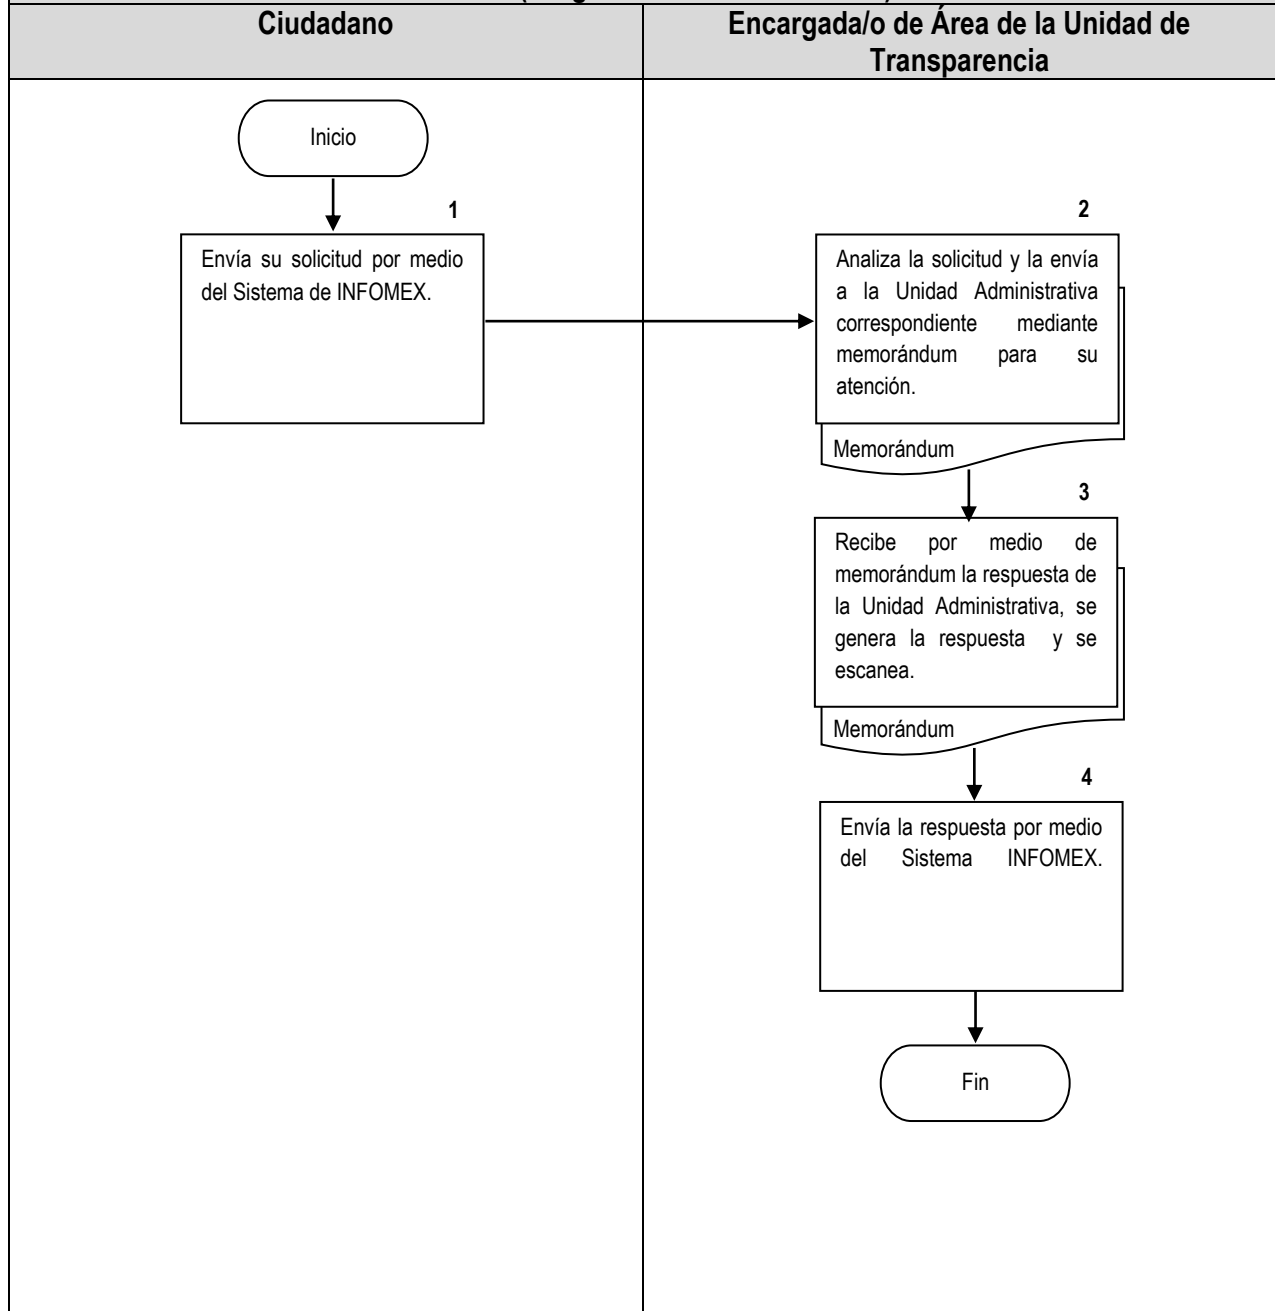 Ciudadano
Encargada/o de Área de la Unidad de
Transparencia
Inicio
1
Envía su solicitud por medio
del Sistema de INFOMEX.
2
Analiza la solicitud y la envía
a la Unidad Administrativa
correspondiente mediante
memorándum para su
atención.
Memorándum
3
Recibe por medio de
memorándum la respuesta de
la Unidad Administrativa, se
genera la respuesta y se
escanea.
Memorándum
4
Envía la respuesta por medio
del Sistema INFOMEX.
Fin